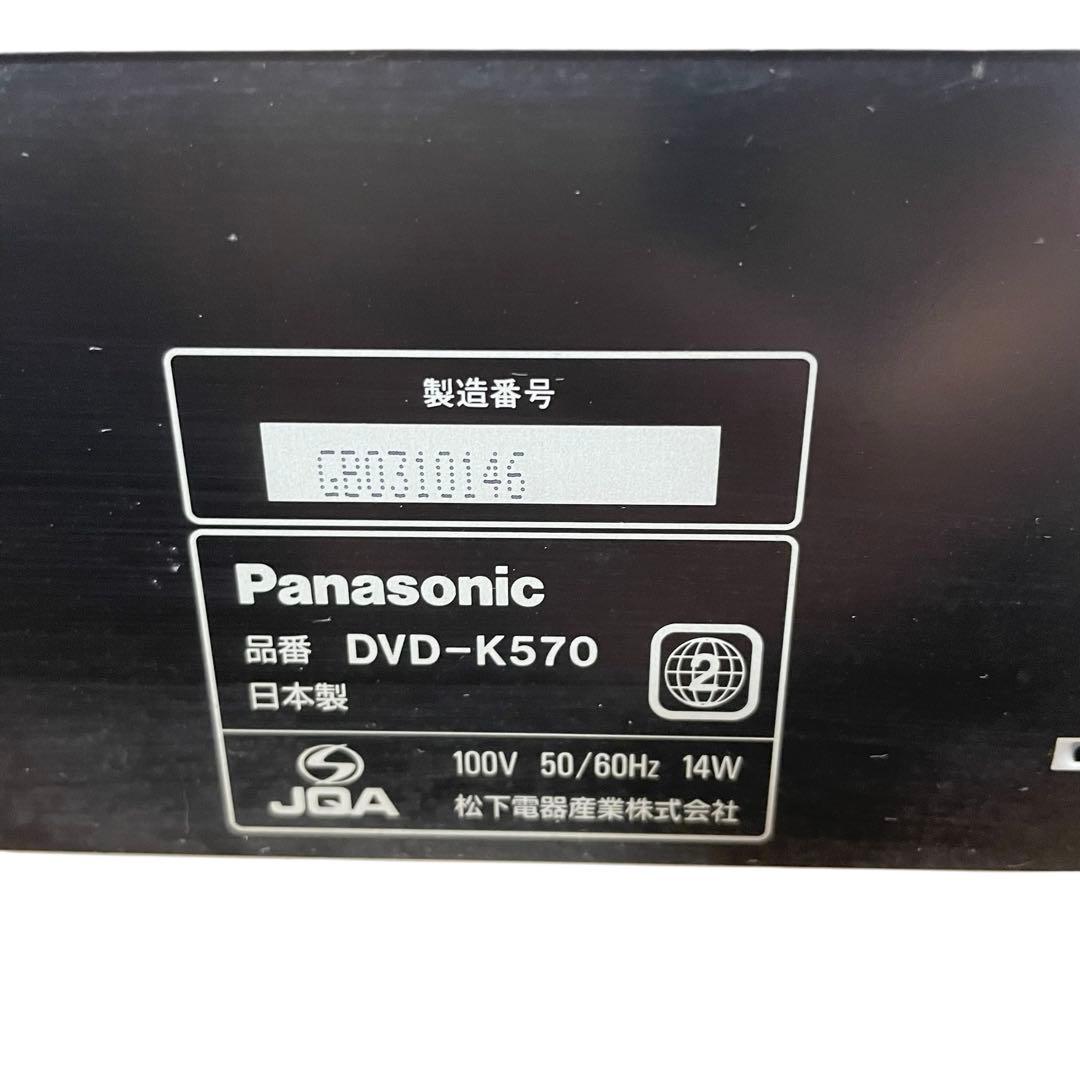 製造番号
GB0310146
Panasonic
品番 DVD-K570
日本製
2
JQA
100V 50/60Hz 14W
松下電器産業株式会社